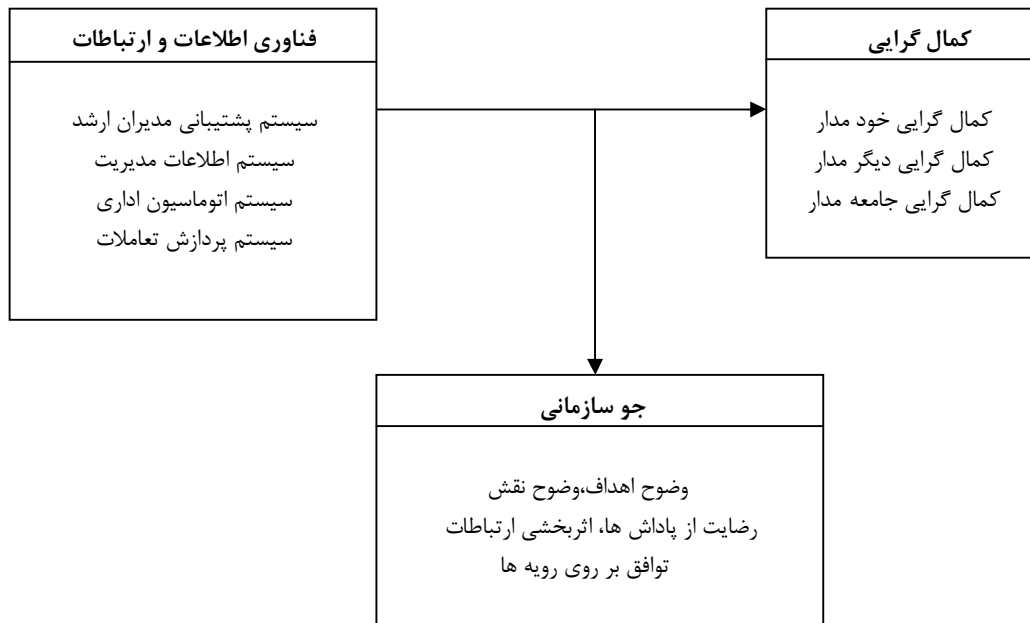 فناوری اطلاعات و ارتباطات
سیستم پشتیبانی مدیران ارشد
سیستم اطلاعات مدیریت
سیستم اتوماسیون اداری
سیستم پردازش تعاملات
کمال گرایی
کمال گرایی خود مدار
کمال گرایی دیگر مدار
کمال گرایی جامعه مدار
جو سازمانی
وضوح اهداف،وضوح نقش
رضایت از پاداش ها، اثربخشی ارتباطات
توافق بر روی رویه ها